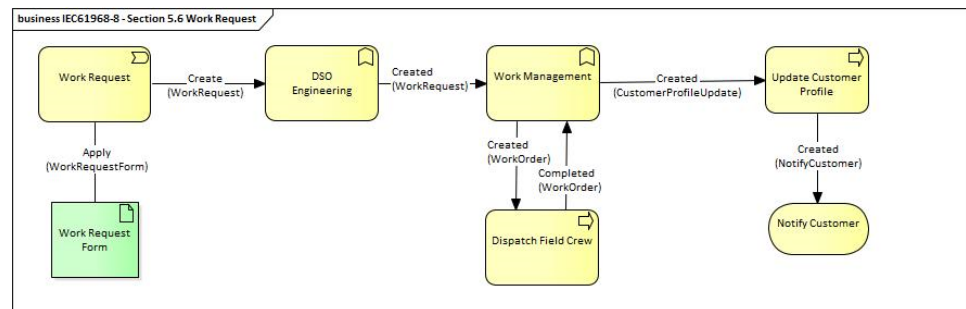 business IEC61968-8 - Section 5.6 Work Request
Work Request
Create
(WorkRequest)
DSO
Engineering
Created
(WorkRequest)
Work Management
Created
(CustomerProfileUpdate)
Update Customer
Profile
Apply
(WorkRequestForm)
Created
(WorkOrder)
Completed
(WorkOrder)
Created
(NotifyCustomer)
Work Request
Form
Dispatch Field Crew
Notify Customer